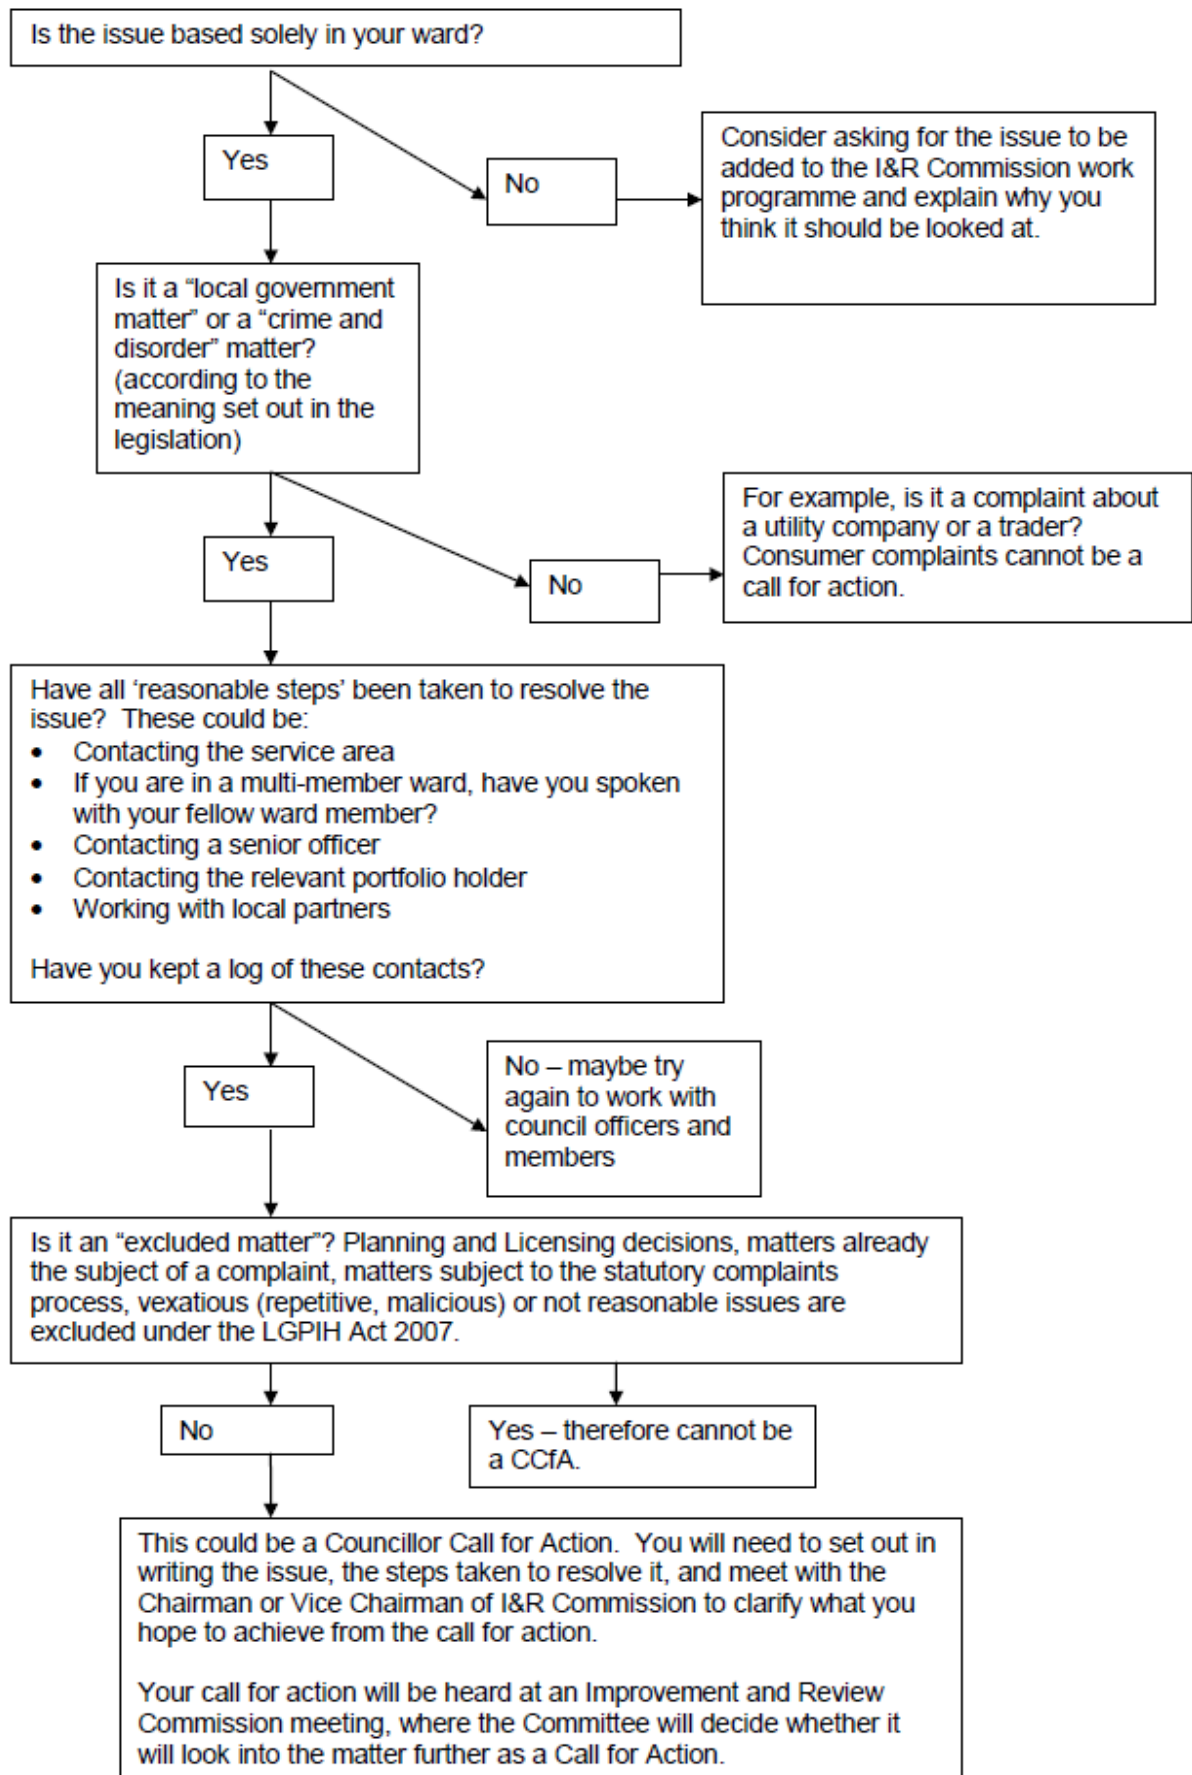 Is the issue based solely in your ward?
Yes
No
Consider asking for the issue to be
added to the I&R Commission work
programme and explain why you
think it should be looked at.
Is it a “local government
matter” or a “crime and
disorder” matter?
(according to the
meaning set out in the
legislation)
Yes
No
For example, is it a complaint about
a utility company or a trader?
Consumer complaints cannot be a
call for action.
Have all ‘reasonable steps’ been taken to resolve the
issue?  These could be:
• Contacting the service area
• If you are in a multi-member ward, have you spoken
with your fellow ward member?
• Contacting a senior officer
• Contacting the relevant portfolio holder
• Working with local partners
Have you kept a log of these contacts?
Yes
No – maybe try
again to work with
council officers and
members
Is it an “excluded matter”? Planning and Licensing decisions, matters already
the subject of a complaint, matters subject to the statutory complaints
process, vexatious (repetitive, malicious) or not reasonable issues are
excluded under the LGPIH Act 2007.
No
Yes – therefore cannot be
a CCfA.
This could be a Councillor Call for Action.  You will need to set out in
writing the issue, the steps taken to resolve it, and meet with the
Chairman or Vice Chairman of I&R Commission to clarify what you
hope to achieve from the call for action.
Your call for action will be heard at an Improvement and Review
Commission meeting, where the Committee will decide whether it
will look into the matter further as a Call for Action.